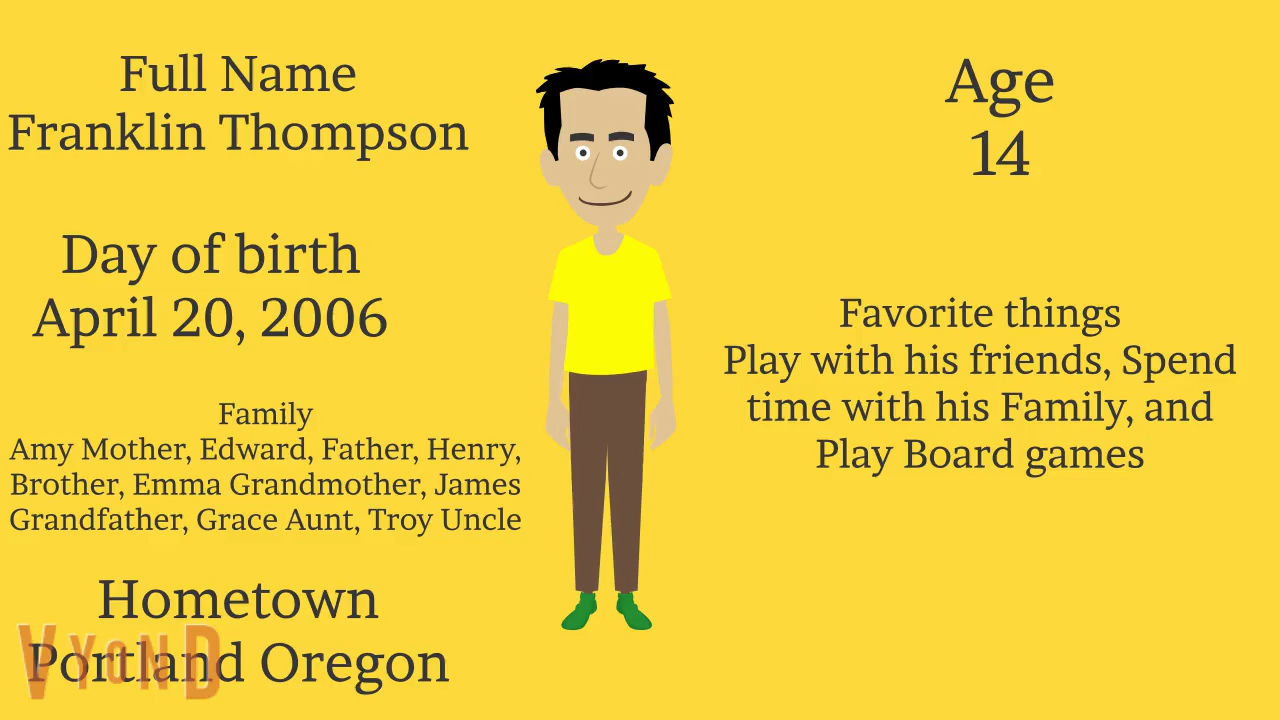 Full Name
Franklin Thompson
Day of birth
April 20, 2006
Family
Amy Mother, Edward, Father, Henry,
Brother, Emma Grandmother, James
Grandfather, Grace Aunt, Troy Uncle
Hometown
Portland Oregon
VYOND
Age
14
Favorite things
Play with his friends, Spend
time with his Family, and
Play Board games